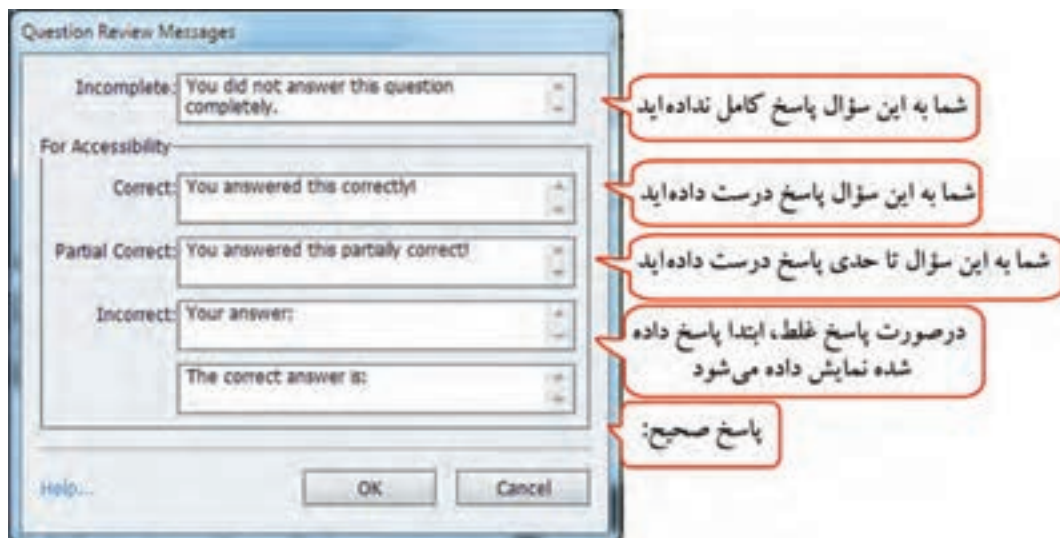 Question Review Messages
Incomplete: You did not answer this question
completely.
شما به این سؤال پاسخ کامل نداده‌اید
For Accessibility
Correct: You answered this correctly!
شما به این سؤال پاسخ درست داده‌اید
Partial Correct: You answered this partially correct!
شما به این سؤال تا حدی پاسخ درست داده‌اید
Incorrect: Your answer:
درصورت پاسخ غلط، ابتدا پاسخ داده
شده نمایش داده می‌شود
The correct answer is:
پاسخ صحیح:
Help...
OK
Cancel